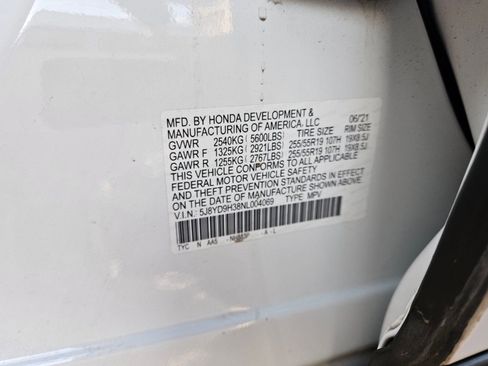 MFD. BY HONDA DEVELOPMENT & 06/21
MANUFACTURING OF AMERICA, LLC
GVWR 2540KG (5600LBS) TIRE SIZE RIM SIZE
GAWR F 1325KG (2921LBS) 255/55R19 107H 19X8.5J
GAWR R 1255KG (2767LBS) 255/55R19 107H 19X8.5J
THIS VEHICLE CONFORMS TO ALL APPLICABLE
FEDERAL MOTOR VEHICLE SAFETY AND
THEFT PREVENTION STANDARDS IN EFFECT
ON THE DATE OF MANUFACTURE SHOWN ABOVE.
V.I.N.: 5J8YD9H38NL004069 TYPE: MPV
TYC N AA5 A - L